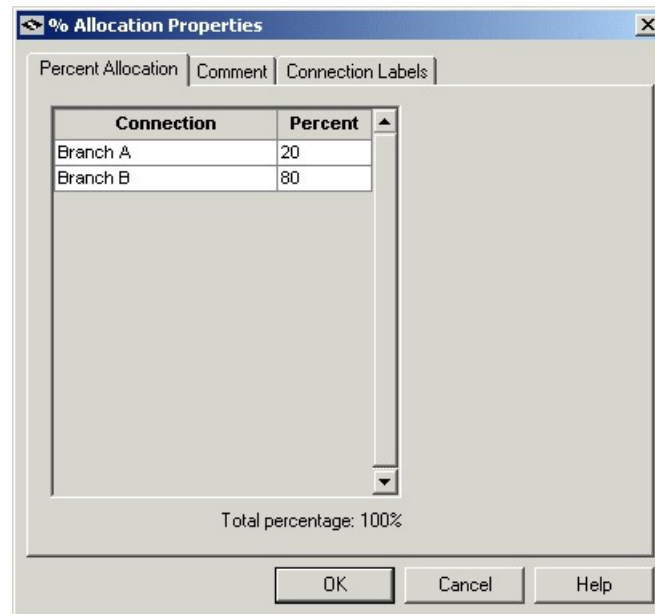 % Allocation Properties
Percent Allocation Comment Connection Labels
Connection Percent
Branch A 20
Branch B 80
Total percentage: 100%
OK Cancel Help